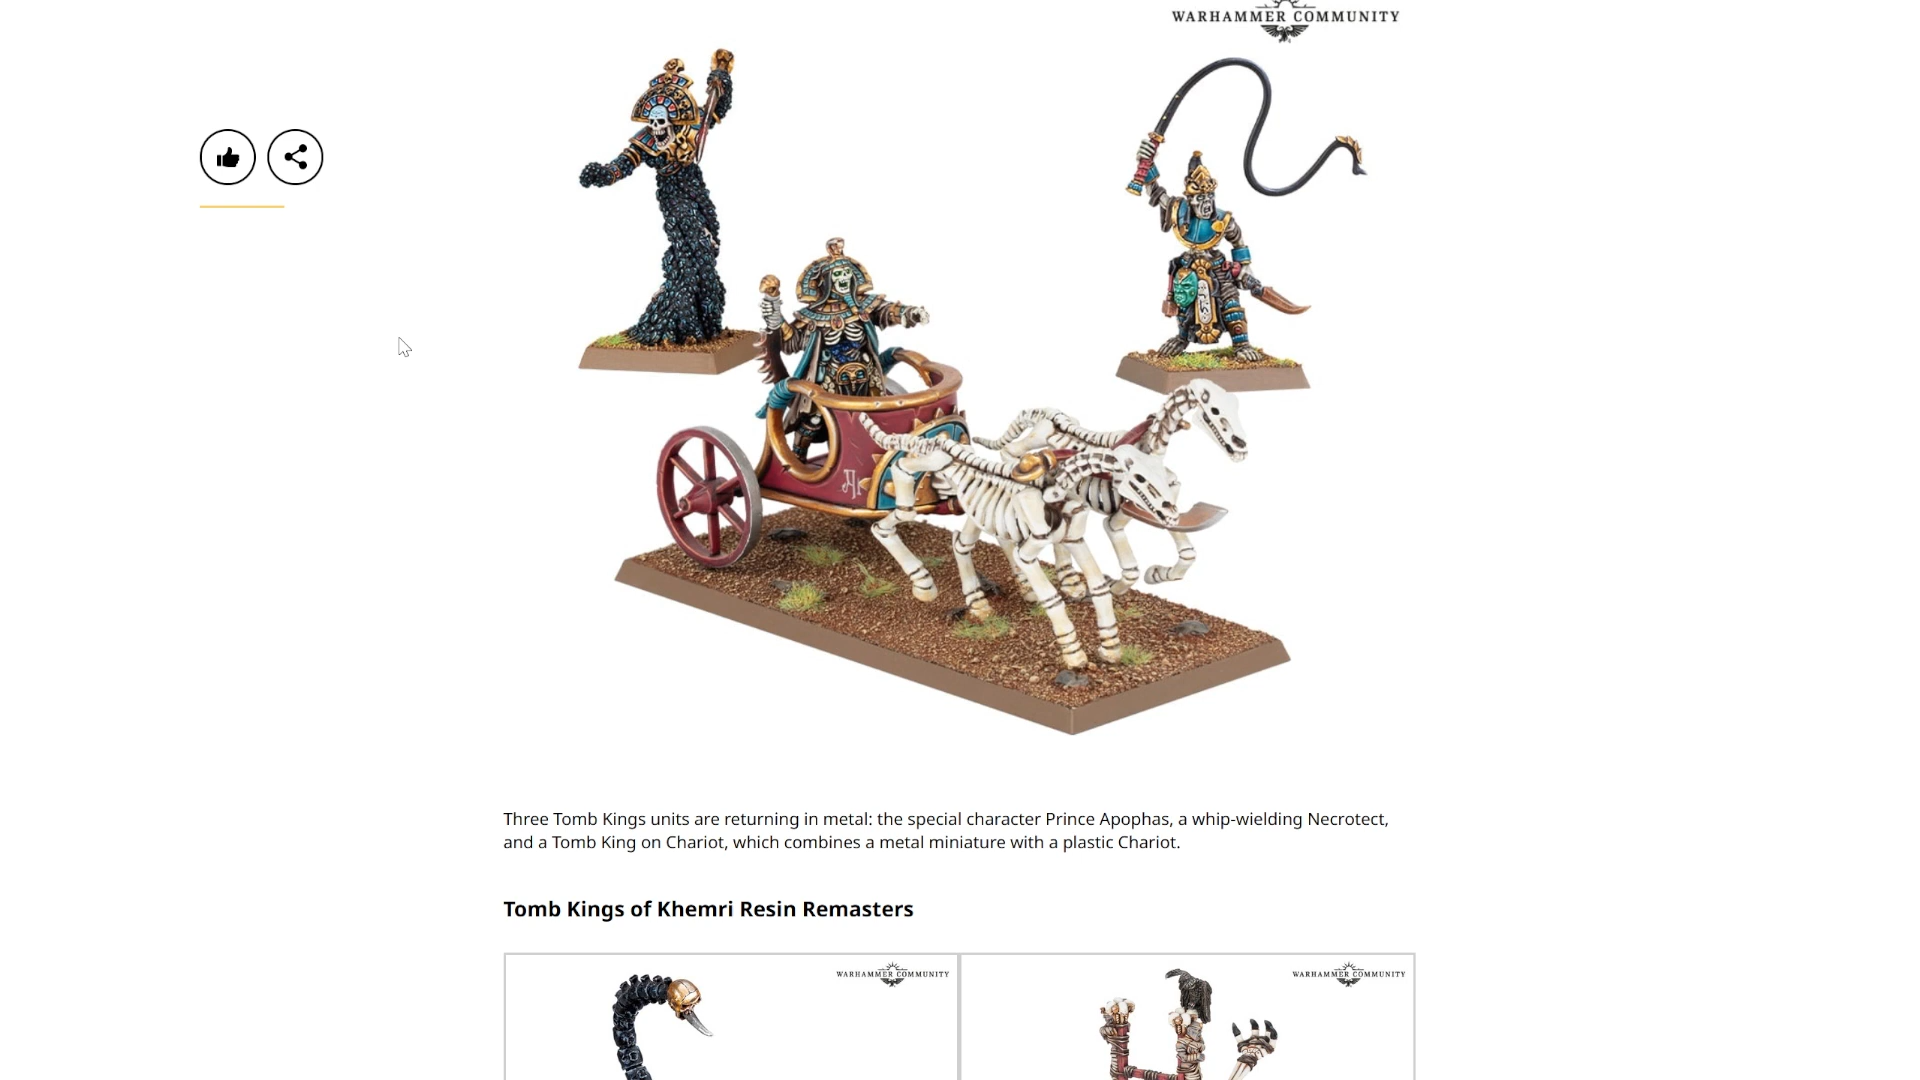 WARHAMMER COMMUNITY
Three Tomb Kings units are returning in metal: the special character Prince Apophas, a whip-wielding Necrotect,
and a Tomb King on Chariot, which combines a metal miniature with a plastic Chariot.
Tomb Kings of Khemri Resin Remasters
WARHAMMER COMMUNITY
WARHAMMER COMMUNITY